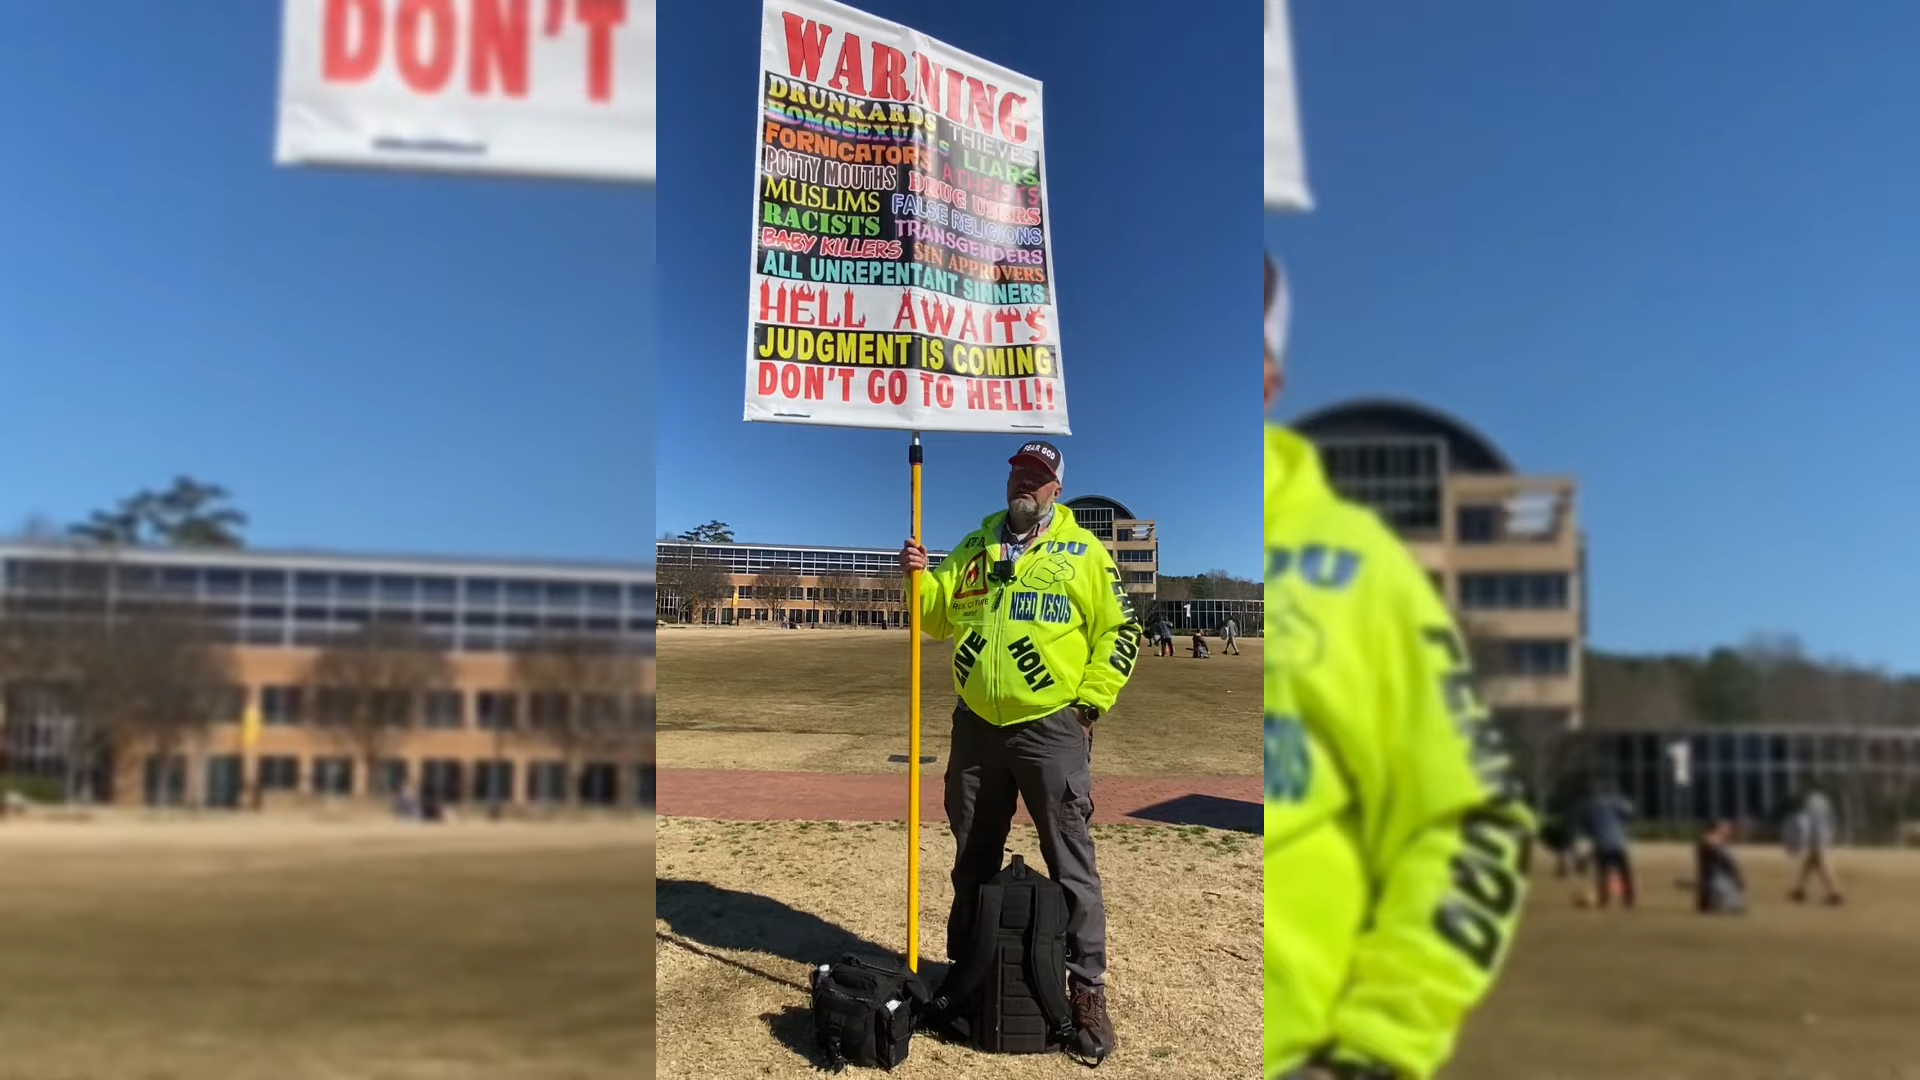 WARNING
DRUNKARDS
HOMOSEXUALS THIEVES
FORNICATORS LIARS
ATHEISTS
POTTY MOUTHS DRUG USERS
MUSLIMS FALSE RELIGIONS
RACISTS TRANSGENDERS
BABY KILLERS SIN APPROVERS
ALL UNREPENTANT SINNERS
HELL AWAITS
JUDGMENT IS COMING
DON'T GO TO HELL!!
FEAR GOD
YOU
NEED JESUS
LIVE HOLY
DON'T